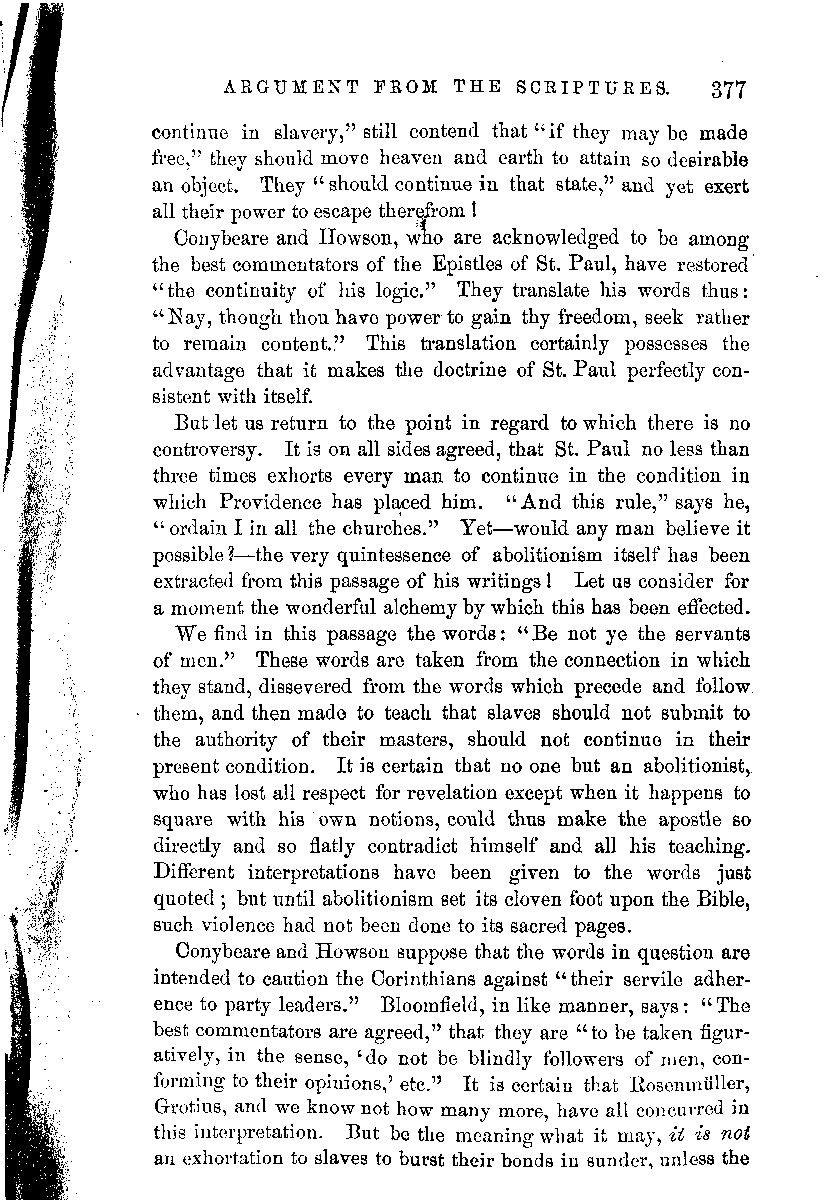 ARGUMENT FROM THE SCRIPTURES. 377
continue in slavery,” still contend that “if they may be made
free,” they should move heaven and earth to attain so desirable
an object. They “should continue in that state,” and yet exert
all their power to escape therefrom!
Conybeare and Howson, who are acknowledged to be among
the best commentators of the Epistles of St. Paul, have restored
“the continuity of his logic.” They translate his words thus:
“Nay, though thou have power to gain thy freedom, seek rather
to remain content.” This translation certainly possesses the
advantage that it makes the doctrine of St. Paul perfectly con-
sistent with itself.
But let us return to the point in regard to which there is no
controversy. It is on all sides agreed, that St. Paul no less than
three times exhorts every man to continue in the condition in
which Providence has placed him. “And this rule,” says he,
“ordain I in all the churches.” Yet—would any man believe it
possible?—the very quintessence of abolitionism itself has been
extracted from this passage of his writings! Let us consider for
a moment the wonderful alchemy by which this has been effected.
We find in this passage the words: “Be not ye the servants
of men.” These words are taken from the connection in which
they stand, dissevered from the words which precede and follow
them, and then made to teach that slaves should not submit to
the authority of their masters, should not continue in their
present condition. It is certain that no one but an abolitionist,
who has lost all respect for revelation except when it happens to
square with his own notions, could thus make the apostle so
directly and so flatly contradict himself and all his teaching.
Different interpretations have been given to the words just
quoted; but until abolitionism set its cloven foot upon the Bible,
such violence had not been done to its sacred pages.
Conybeare and Howson suppose that the words in question are
intended to caution the Corinthians against “their servile adher-
ence to party leaders.” Bloomfield, in like manner, says: “The
best commentators are agreed,” that they are “to be taken figur-
atively, in the sense, ‘do not be blindly followers of men, con-
forming to their opinions,’ etc.” It is certain that Rosenmüller,
Grotius, and we know not how many more, have all concurred in
this interpretation. But be the meaning what it may, it is not
an exhortation to slaves to burst their bonds in sunder, unless the